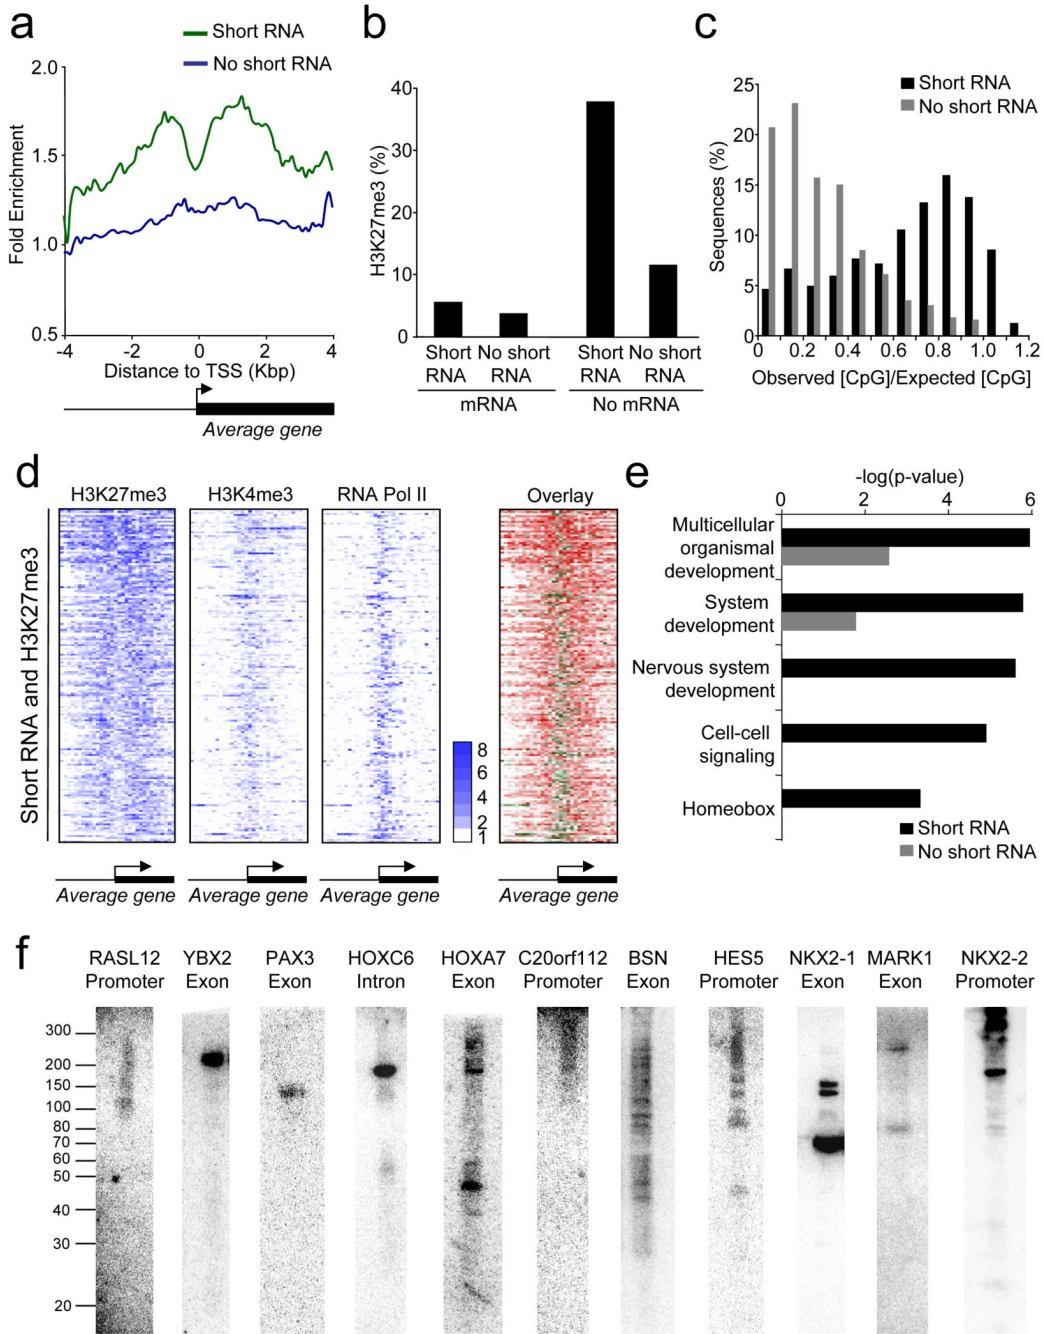 a
Short RNA
No short RNA
2.0
1.5
1.0
0.5
Fold Enrichment
-4 -2 0 2 4
Distance to TSS (Kbp)
Average gene
b
40
30
20
10
0
H3K27me3 (%)
Short RNA
No short RNA
Short RNA
No short RNA
mRNA
No mRNA
c
Short RNA
No short RNA
25
20
15
10
5
0
Sequences (%)
0 0.2 0.4 0.6 0.8 1.0 1.2
Observed [CpG]/Expected [CpG]
d
H3K27me3
H3K4me3
RNA Pol II
Overlay
Short RNA and H3K27me3
8
6
4
2
1
Average gene
Average gene
Average gene
Average gene
e
-log(p-value)
0 2 4 6
Multicellular
organismal
development
System
development
Nervous system
development
Cell-cell
signaling
Homeobox
Short RNA
No short RNA
f
RASL12
Promoter
YBX2
Exon
PAX3
Exon
HOXC6
Intron
HOXA7
Exon
C20orf112
Promoter
BSN
Exon
HES5
Promoter
NKX2-1
Exon
MARK1
Exon
NKX2-2
Promoter
300
200
150
100
80
70
60
50
40
30
20